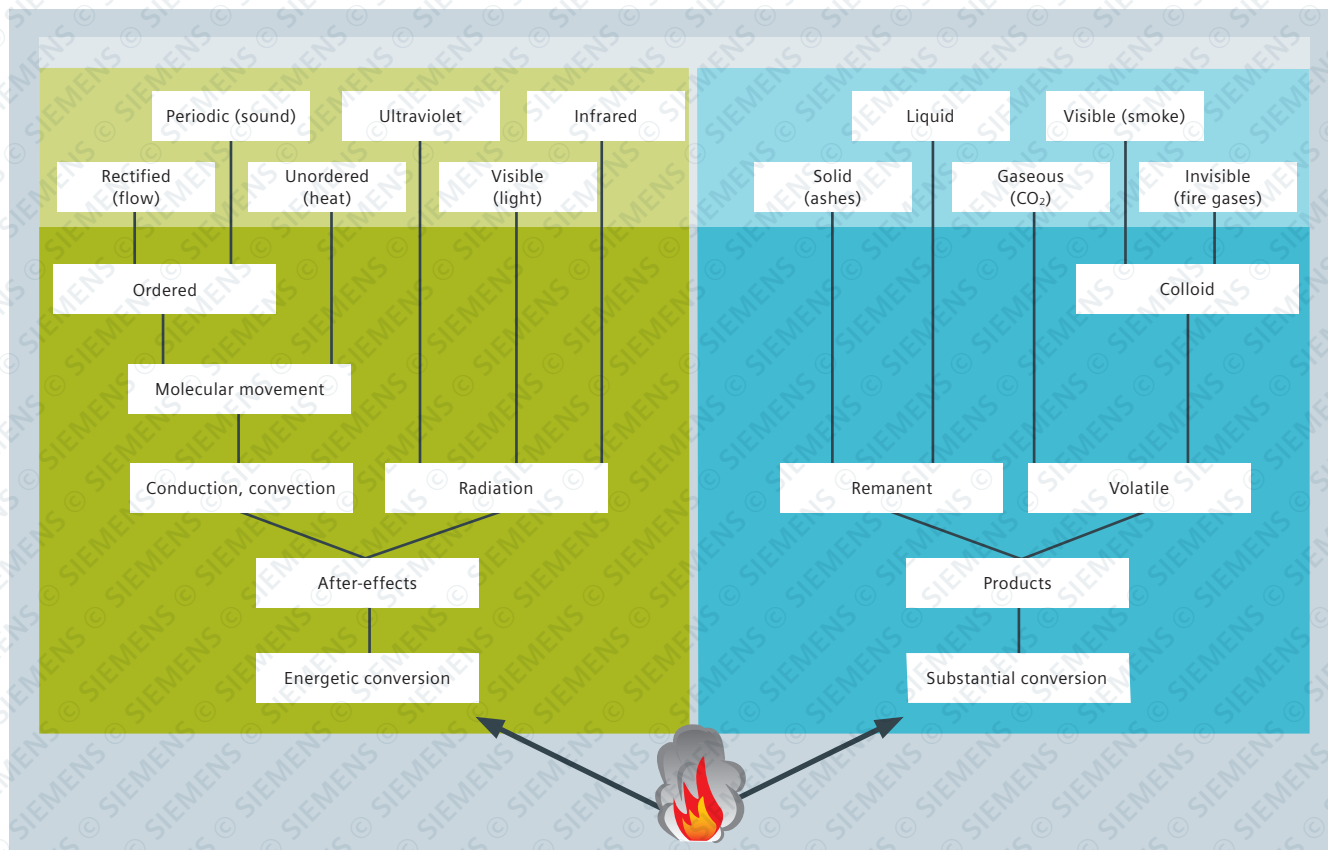 Periodic (sound)
Ultraviolet
Infrared
Rectified
(flow)
Unordered
(heat)
Visible
(light)
Ordered
Molecular movement
Conduction, convection
Radiation
After-effects
Energetic conversion
Liquid
Visible (smoke)
Solid
(ashes)
Gaseous
(CO₂)
Invisible
(fire gases)
Colloid
Remanent
Volatile
Products
Substantial conversion
SIEMENS ©